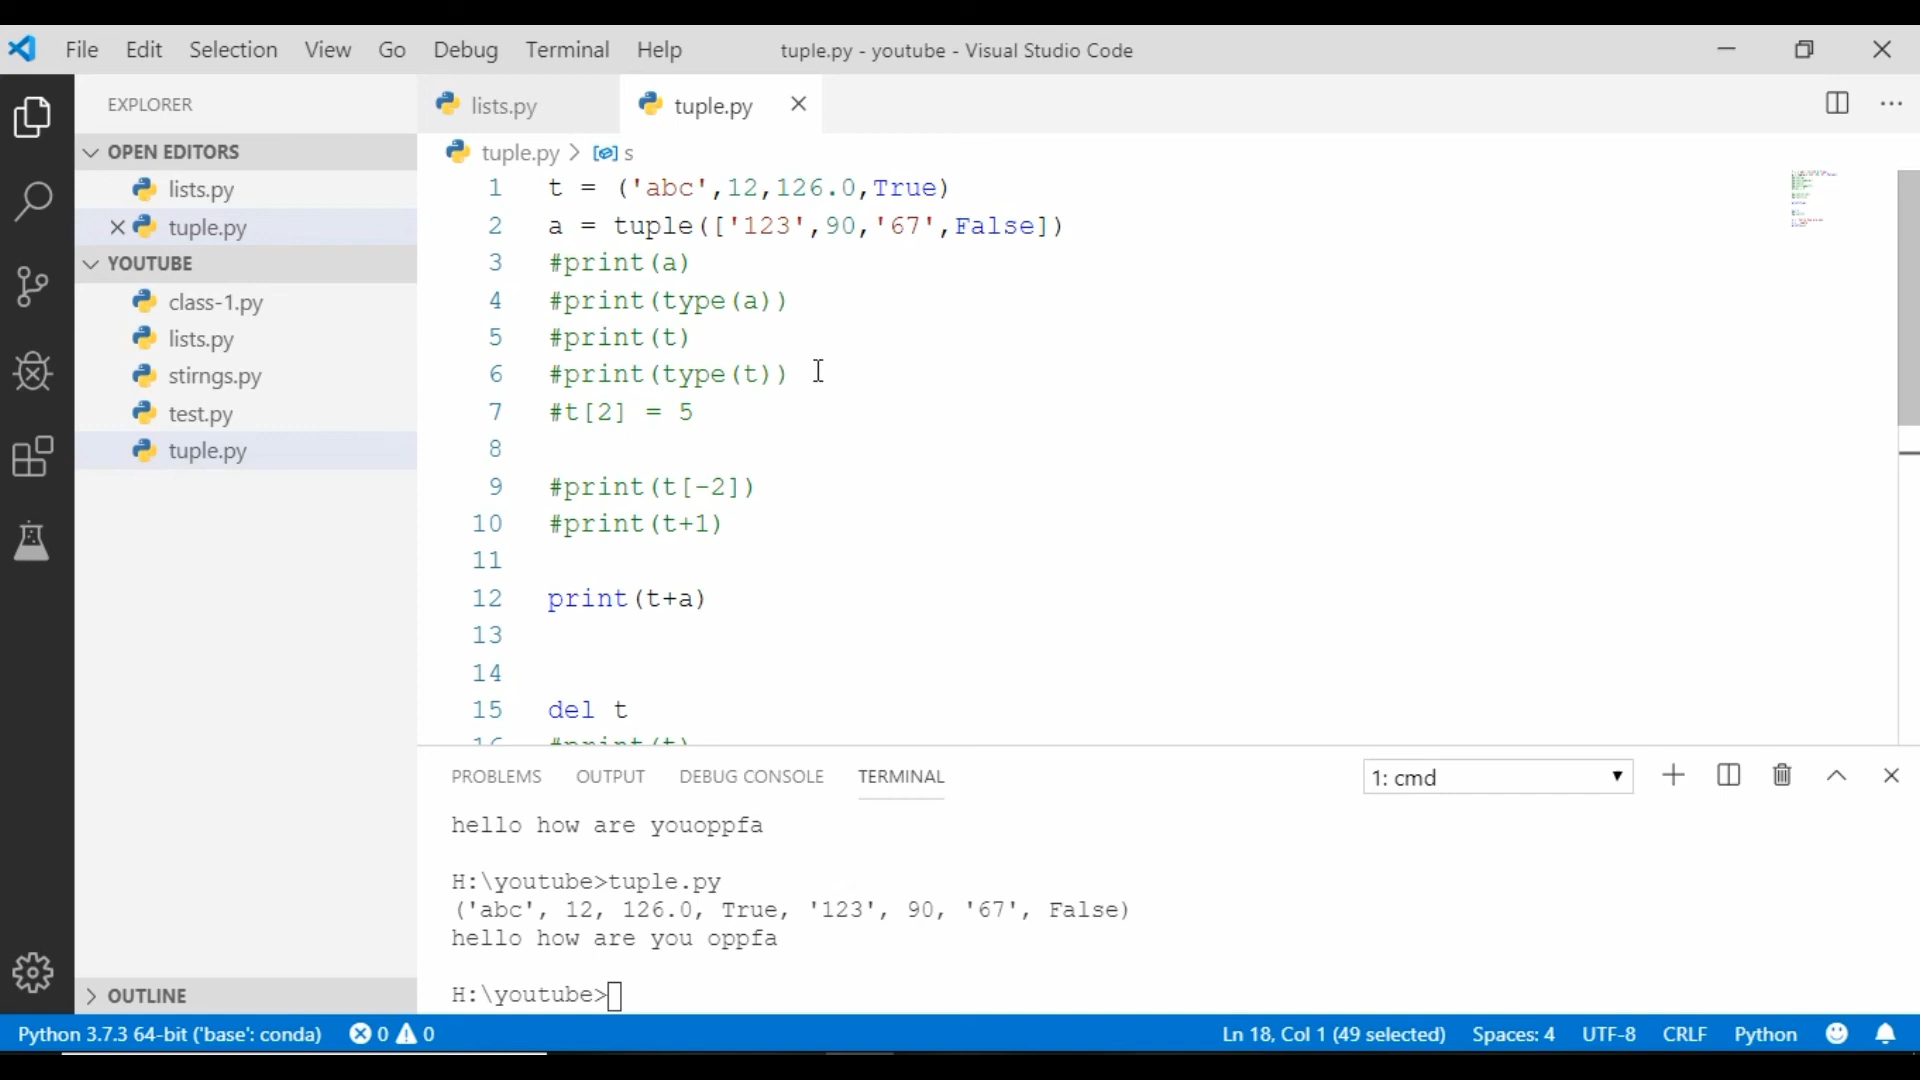 File Edit Selection View Go Debug Terminal Help tuple.py - youtube - Visual Studio Code
EXPLORER
OPEN EDITORS
lists.py
tuple.py
YOUTUBE
class-1.py
lists.py
stirngs.py
test.py
tuple.py
OUTLINE
lists.py tuple.py
tuple.py > s
1 t = ('abc',12,126.0,True)
2 a = tuple(['123',90,'67',False])
3 #print(a)
4 #print(type(a))
5 #print(t)
6 #print(type(t))
7 #t[2] = 5
8
9 #print(t[-2])
10 #print(t+1)
11
12 print(t+a)
13
14
15 del t
16 #print(t)
PROBLEMS OUTPUT DEBUG CONSOLE TERMINAL 1: cmd
hello how are youoppfa
H:\youtube>tuple.py
('abc', 12, 126.0, True, '123', 90, '67', False)
hello how are you oppfa
H:\youtube>
Python 3.7.3 64-bit ('base': conda) 0 0 Ln 18, Col 1 (49 selected) Spaces: 4 UTF-8 CRLF Python